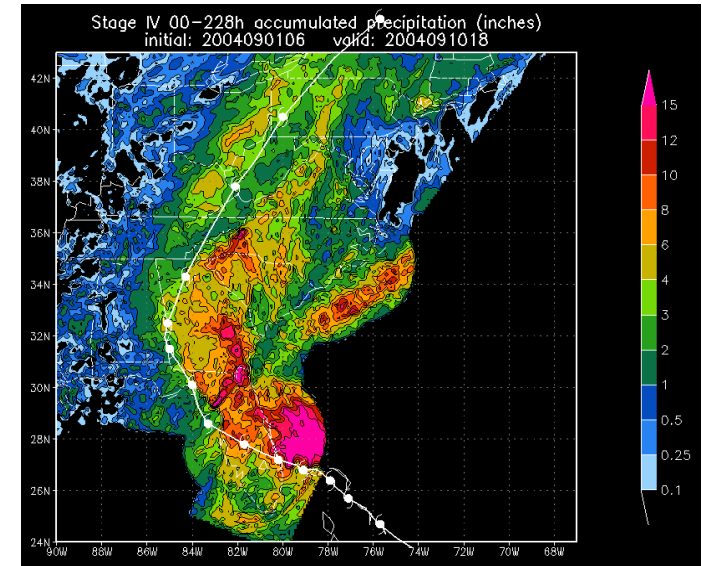 Stage IV 00-228h accumulated precipitation (inches)
initial: 2004090106 valid: 2004091018
42N
40N
38N
36N
34N
32N
30N
28N
26N
24N
90W 88W 86W 84W 82W 80W 78W 76W 74W 72W 70W 68W
15
12
10
8
6
4
3
2
1
0.5
0.25
0.1